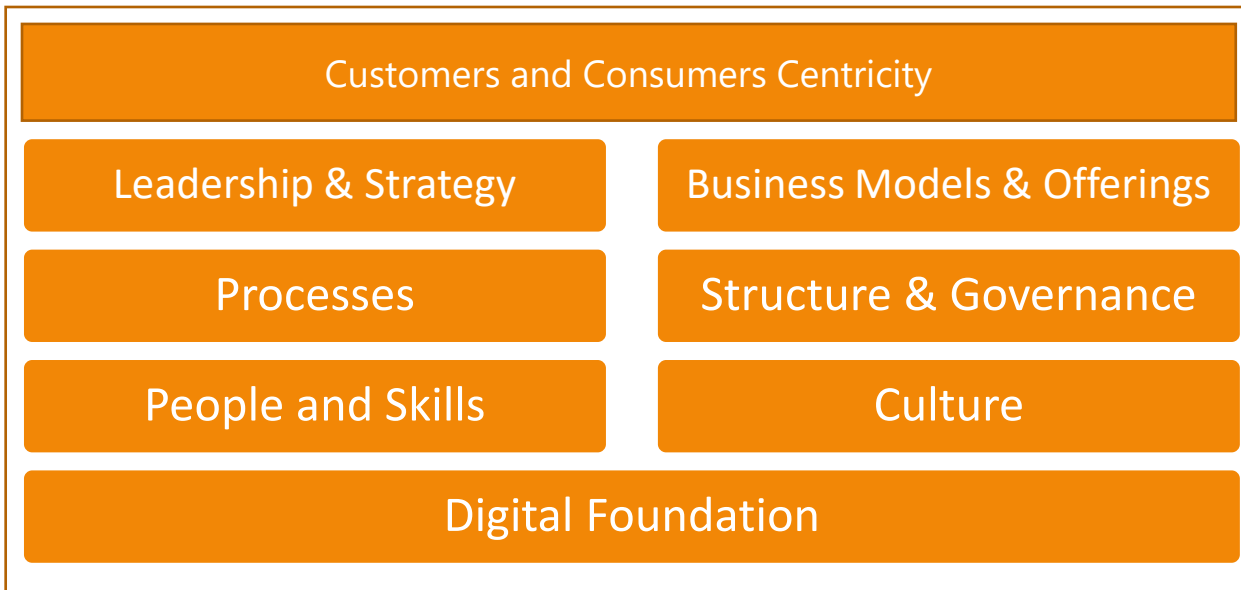 Customers and Consumers Centricity
Leadership & Strategy
Business Models & Offerings
Processes
Structure & Governance
People and Skills
Culture
Digital Foundation